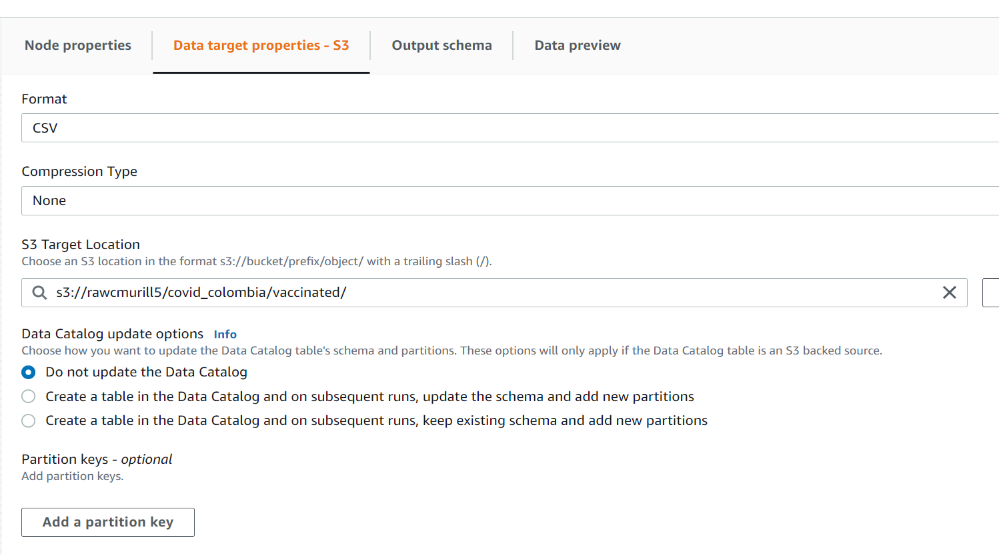 Node properties
Data target properties - S3
Output schema
Data preview
Format
CSV
Compression Type
None
S3 Target Location
Choose an S3 location in the format s3://bucket/prefix/object/ with a trailing slash (/).
s3://rawcmurill5/covid_colombia/vaccinated/
Data Catalog update options Info
Choose how you want to update the Data Catalog table's schema and partitions. These options will only apply if the Data Catalog table is an S3 backed source.
Do not update the Data Catalog
Create a table in the Data Catalog and on subsequent runs, update the schema and add new partitions
Create a table in the Data Catalog and on subsequent runs, keep existing schema and add new partitions
Partition keys - optional
Add partition keys.
Add a partition key